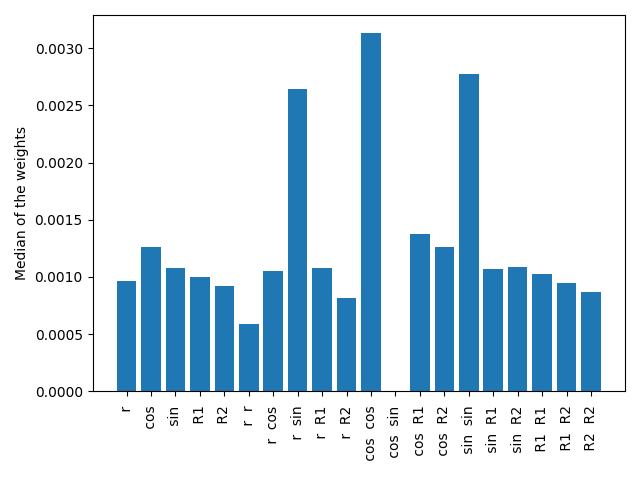 Median of the weights
0.0030
0.0025
0.0020
0.0015
0.0010
0.0005
0.0000
r
cos
sin
R1
R2
r r
r cos
r sin
r R1
r R2
cos cos
cos sin
cos R1
cos R2
sin sin
sin R1
sin R2
R1 R1
R1 R2
R2 R2